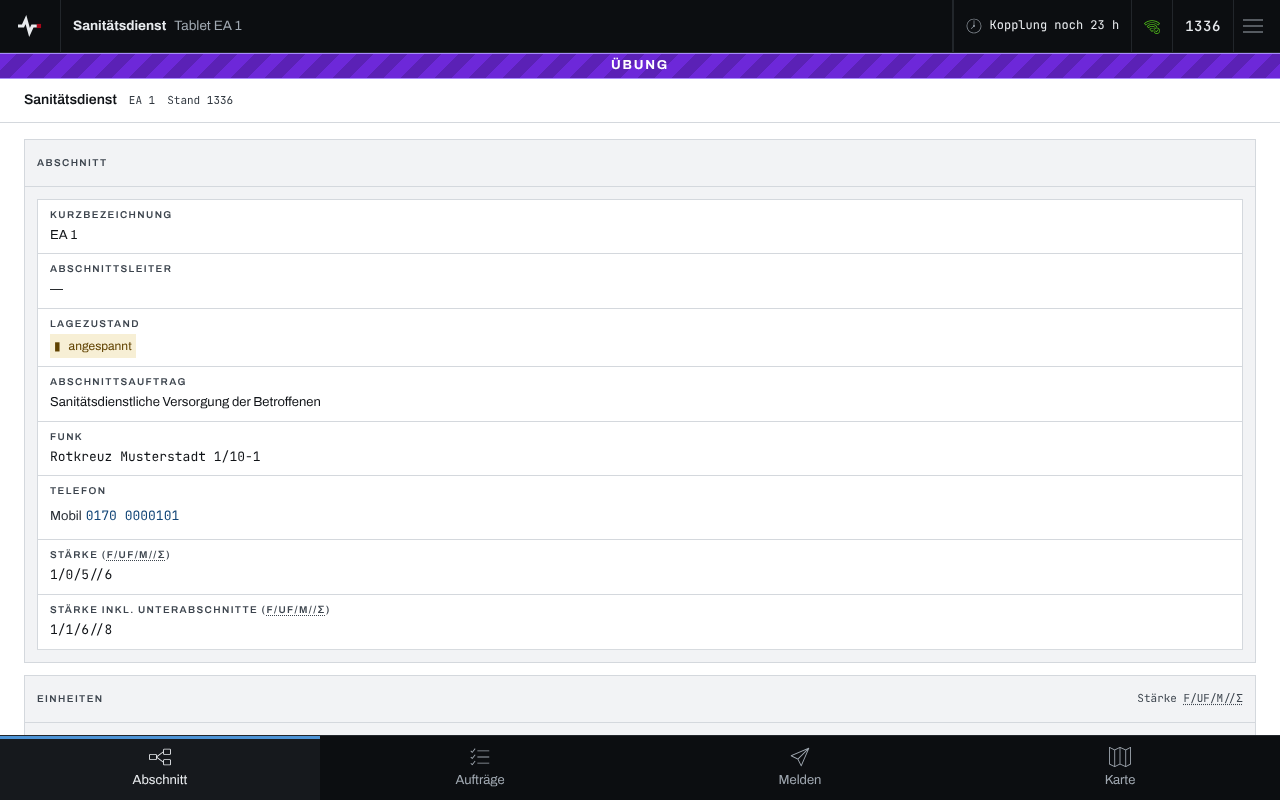 Sanitätsdienst Tablet EA 1
Kopplung noch 23 h
1336
ÜBUNG
Sanitätsdienst EA 1 Stand 1336
ABSCHNITT
KURZBEZEICHNUNG
EA 1
ABSCHNITTSLEITER
—
LAGEZUSTAND
angespannt
ABSCHNITTSAUFTRAG
Sanitätsdienstliche Versorgung der Betroffenen
FUNK
Rotkreuz Musterstadt 1/10-1
TELEFON
Mobil 0170 0000101
STÄRKE (F/UF/M//Σ)
1/0/5//6
STÄRKE INKL. UNTERABSCHNITTE (F/UF/M//Σ)
1/1/6//8
EINHEITEN
Stärke F/UF/M//Σ
Abschnitt
Aufträge
Melden
Karte